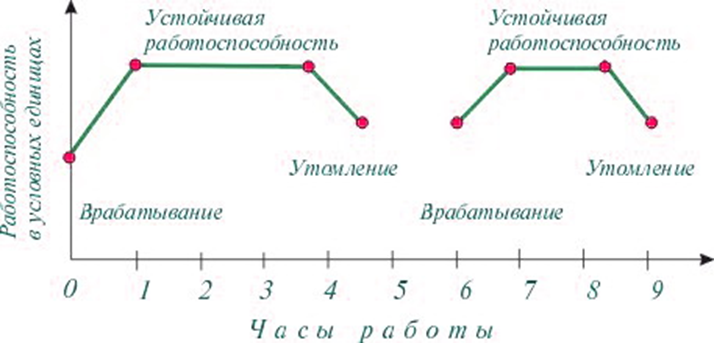 Работоспособность
в условных единицах
Устойчивая
работоспособность
Устойчивая
работоспособность
Утомление
Утомление
Врабатывание
Врабатывание
0 1 2 3 4 5 6 7 8 9
Часы работы